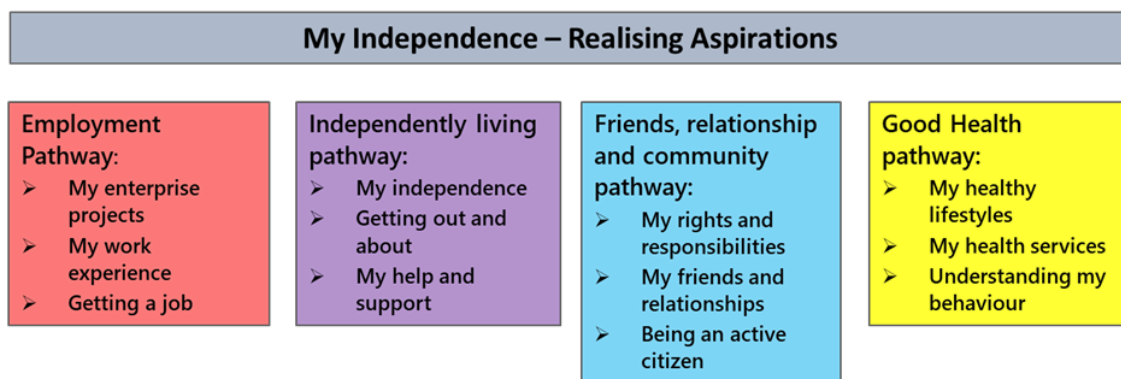 My Independence – Realising Aspirations
Employment
Pathway:
➢ My enterprise
projects
➢ My work
experience
➢ Getting a job
Independently living
pathway:
➢ My independence
➢ Getting out and
about
➢ My help and
support
Friends, relationship
and community
pathway:
➢ My rights and
responsibilities
➢ My friends and
relationships
➢ Being an active
citizen
Good Health
pathway:
➢ My healthy
lifestyles
➢ My health services
➢ Understanding my
behaviour